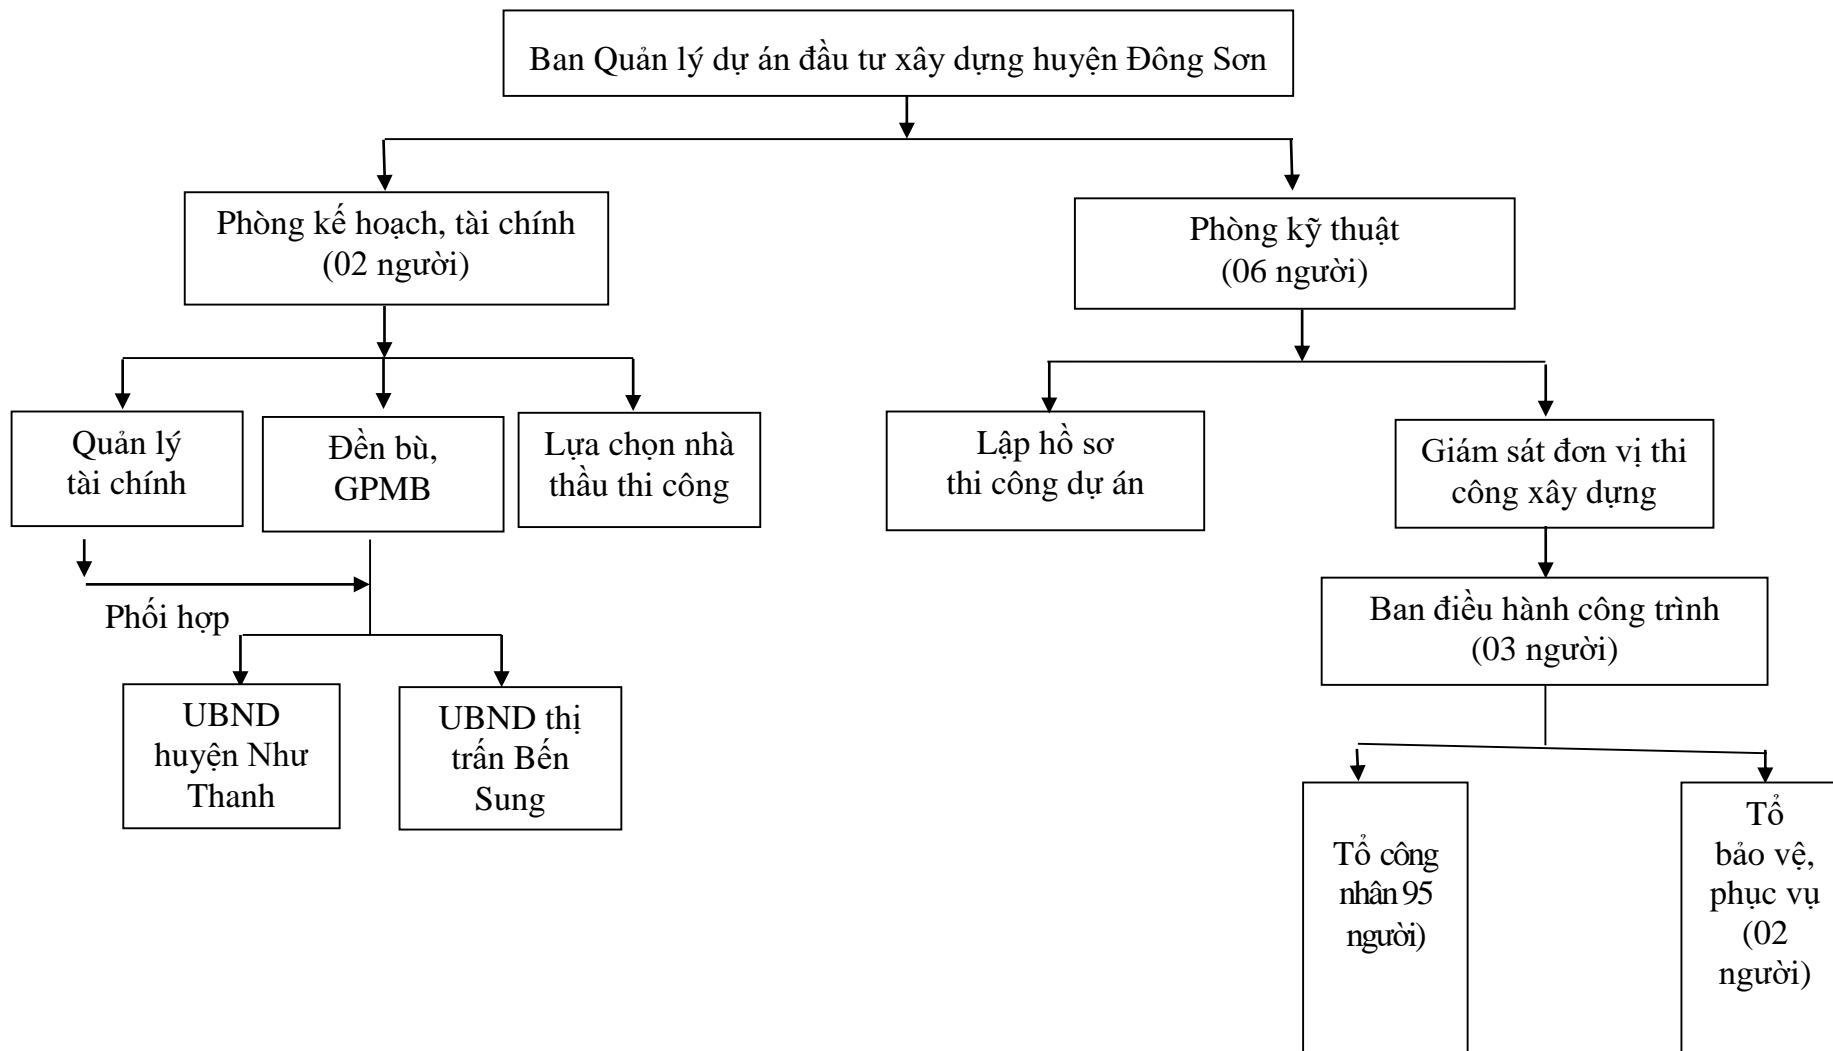 Ban Quản lý dự án đầu tư xây dựng huyện Đông Sơn
Phòng kế hoạch, tài chính
(02 người)
Phòng kỹ thuật
(06 người)
Quản lý
tài chính
Đền bù,
GPMB
Lựa chọn nhà
thầu thi công
Lập hồ sơ
thi công dự án
Giám sát đơn vị thi
công xây dựng
Phối hợp
Ban điều hành công trình
(03 người)
UBND
huyện Như
Thanh
UBND thị
trấn Bến
Sung
Tổ công
nhân 95
người)
Tổ
bảo vệ,
phục vụ
(02
người)